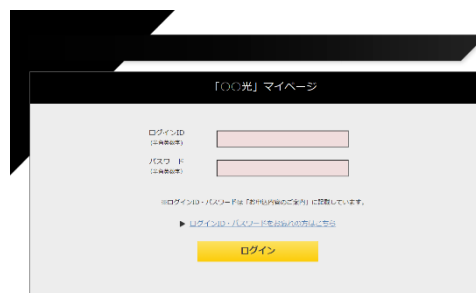 「○○光」マイページ
ログインID
(半角英数字)
パスワード
(半角英数字)
※ログインID・パスワードは「お申込内容のご案内」に記載しています。
▶ ログインID・パスワードをお忘れの方はこちら
ログイン